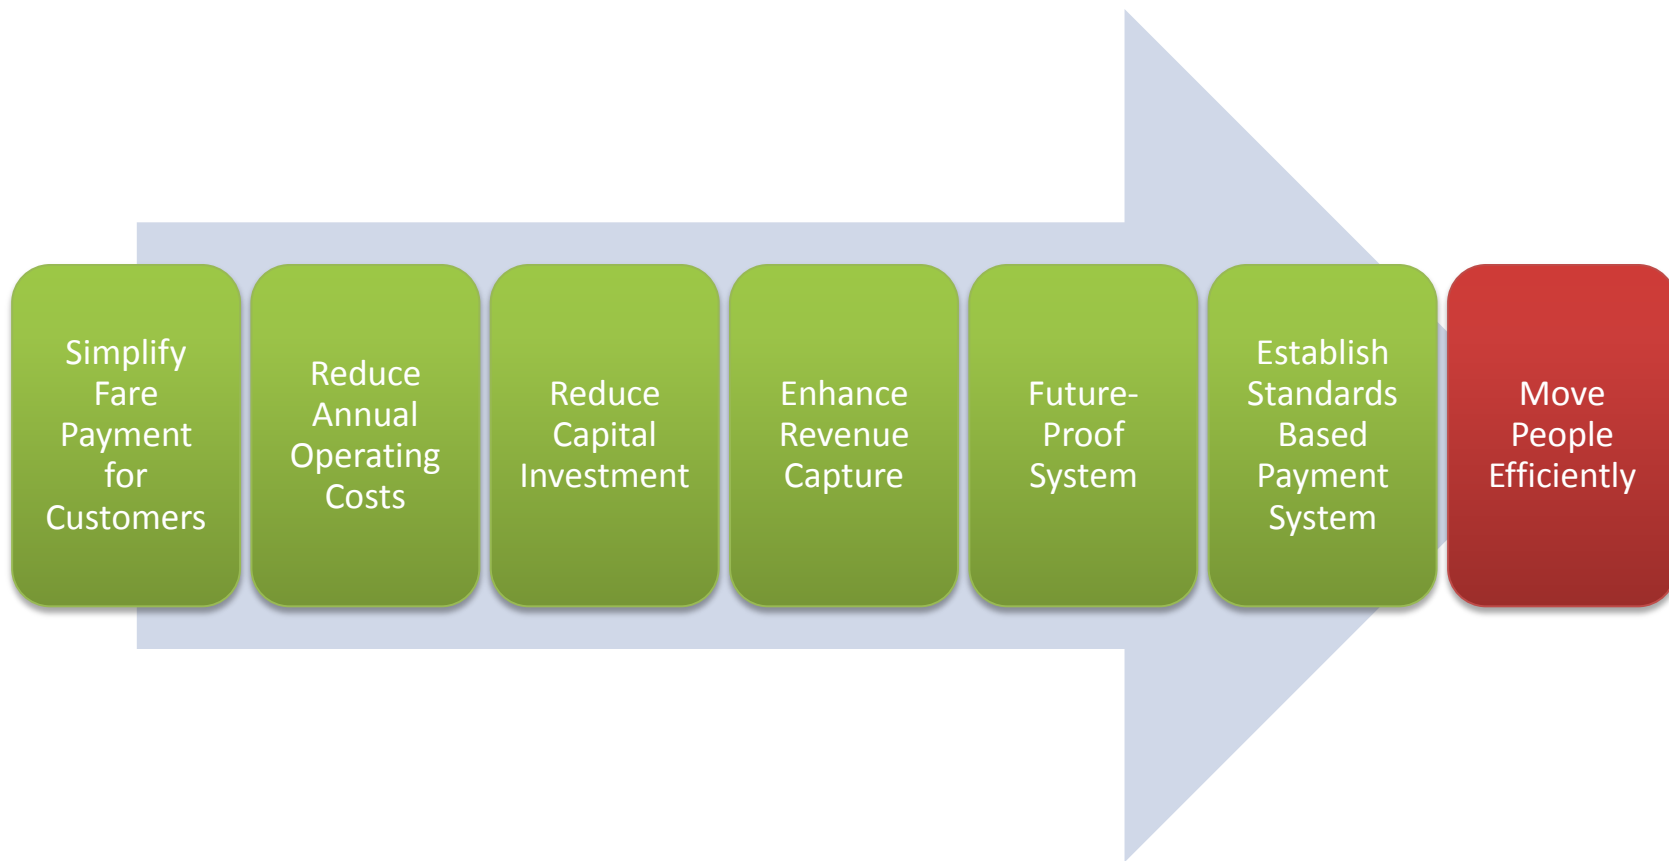 Simplify
Fare
Payment
for
Customers
Reduce
Annual
Operating
Costs
Reduce
Capital
Investment
Enhance
Revenue
Capture
Future-
Proof
System
Establish
Standards
Based
Payment
System
Move
People
Efficiently